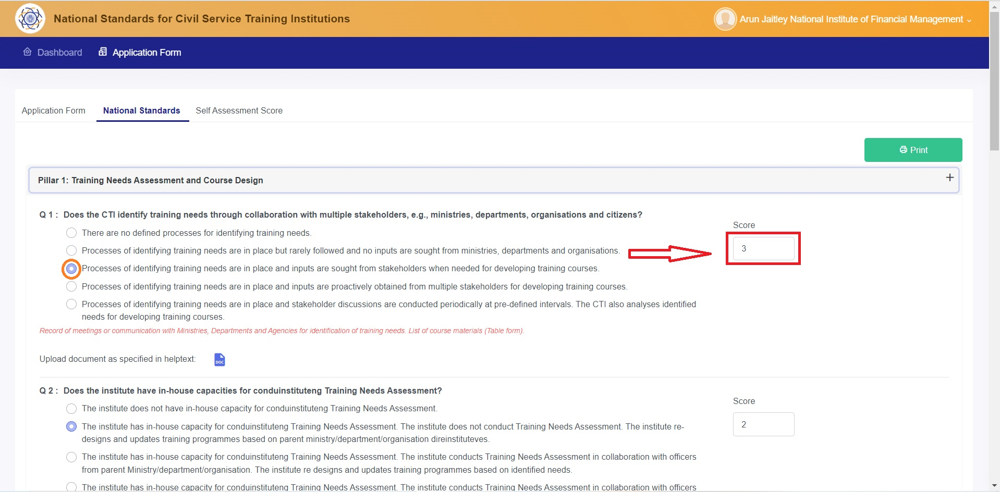 National Standards for Civil Service Training Institutions
Arun Jaitley National Institute of Financial Management
Dashboard
Application Form
Application Form
National Standards
Self Assessment Score
Print
Pillar 1: Training Needs Assessment and Course Design
+
Q 1 : Does the CTI identify training needs through collaboration with multiple stakeholders, e.g., ministries, departments, organisations and citizens?
Score
There are no defined processes for identifying training needs.
3
Processes of identifying training needs are in place but rarely followed and no inputs are sought from ministries, departments and organisations.
Processes of identifying training needs are in place and inputs are sought from stakeholders when needed for developing training courses.
Processes of identifying training needs are in place and inputs are proactively obtained from multiple stakeholders for developing training courses.
Processes of identifying training needs are in place and stakeholder discussions are conducted periodically at pre-defined intervals. The CTI also analyses identified
needs for developing training courses.
Record of meetings or communication with Ministries, Departments and Agencies for identification of training needs. List of course materials (Table form).
Upload document as specified in helptext:
DOC
Q 2 : Does the institute have in-house capacities for conduinstituteng Training Needs Assessment?
Score
The institute does not have in-house capacity for conduinstituteng Training Needs Assessment.
2
The institute has in-house capacity for conduinstituteng Training Needs Assessment. The institute does not conduct Training Needs Assessment. The institute re-
designs and updates training programmes based on parent ministry/department/organisation direinstituteves.
The institute has in-house capacity for conduinstituteng Training Needs Assessment. The institute conducts Training Needs Assessment in collaboration with officers
from parent Ministry/department/organisation. The institute re designs and updates training programmes based on identified needs.
The institute has in-house capacity for conduinstituteng Training Needs Assessment. The institute conducts Training Needs Assessment in collaboration with officers